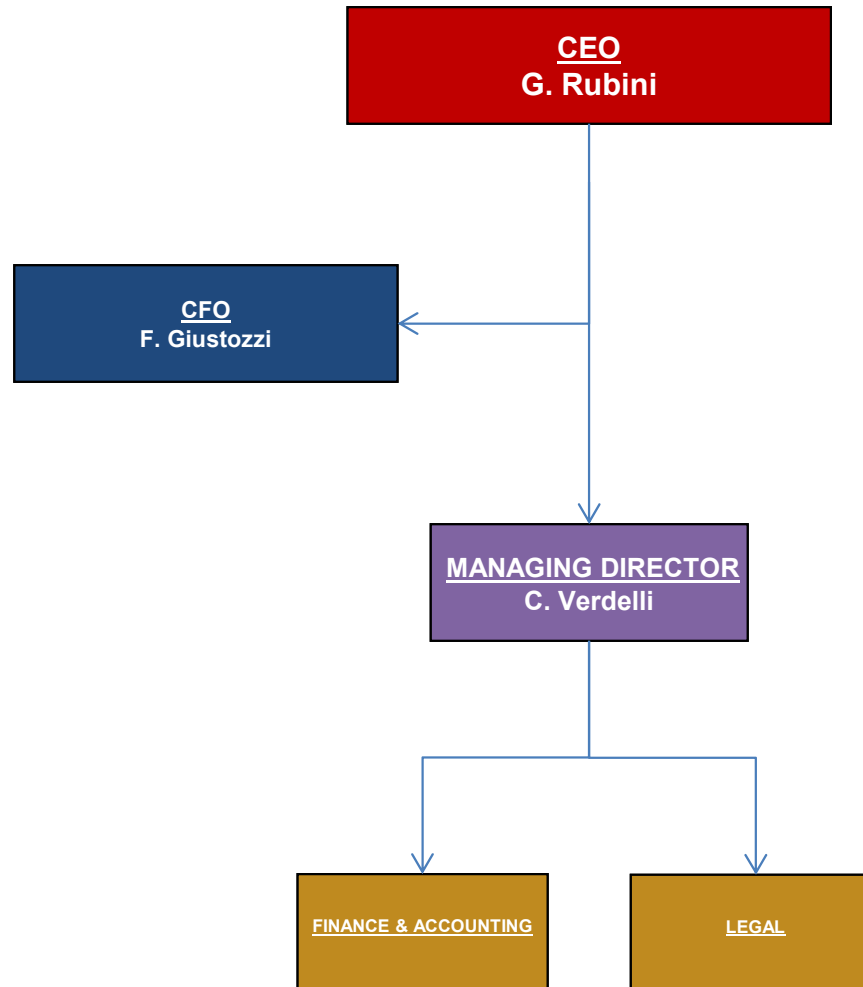 CEO
G. Rubini
CFO
F. Giustozzi
MANAGING DIRECTOR
C. Verdelli
FINANCE & ACCOUNTING
LEGAL